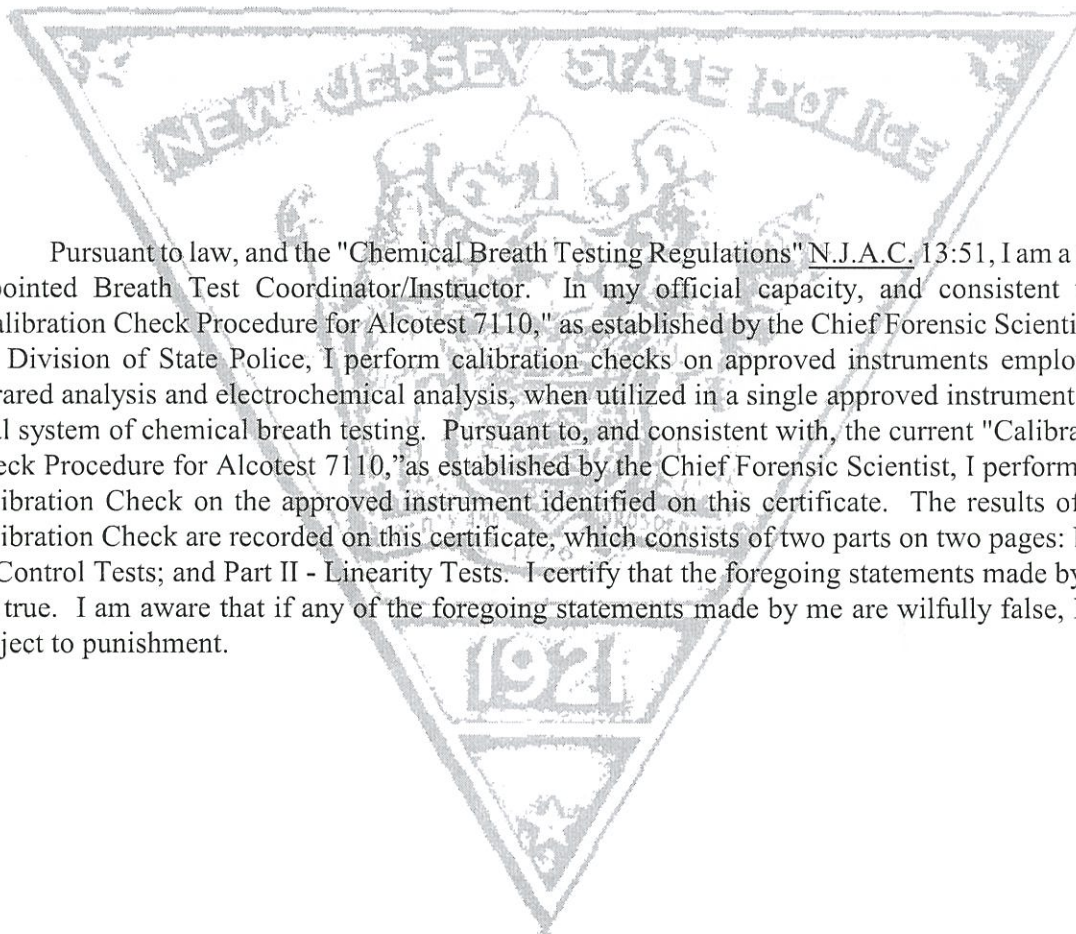 NEW JERSEY STATE POLICE
Pursuant to law, and the "Chemical Breath Testing Regulations" N.J.A.C. 13:51, I am a
pointed Breath Test Coordinator/Instructor. In my official capacity, and consistent
alibration Check Procedure for Alcotest 7110," as established by the Chief Forensic Scienti
Division of State Police, I perform calibration checks on approved instruments emplo
rared analysis and electrochemical analysis, when utilized in a single approved instrument
al system of chemical breath testing. Pursuant to, and consistent with, the current "Calibra
eck Procedure for Alcotest 7110,"as established by the Chief Forensic Scientist, I perform
libration Check on the approved instrument identified on this certificate. The results of
libration Check are recorded on this certificate, which consists of two parts on two pages:
Control Tests; and Part II - Linearity Tests. I certify that the foregoing statements made by
true. I am aware that if any of the foregoing statements made by me are wilfully false,
ject to punishment.
1921